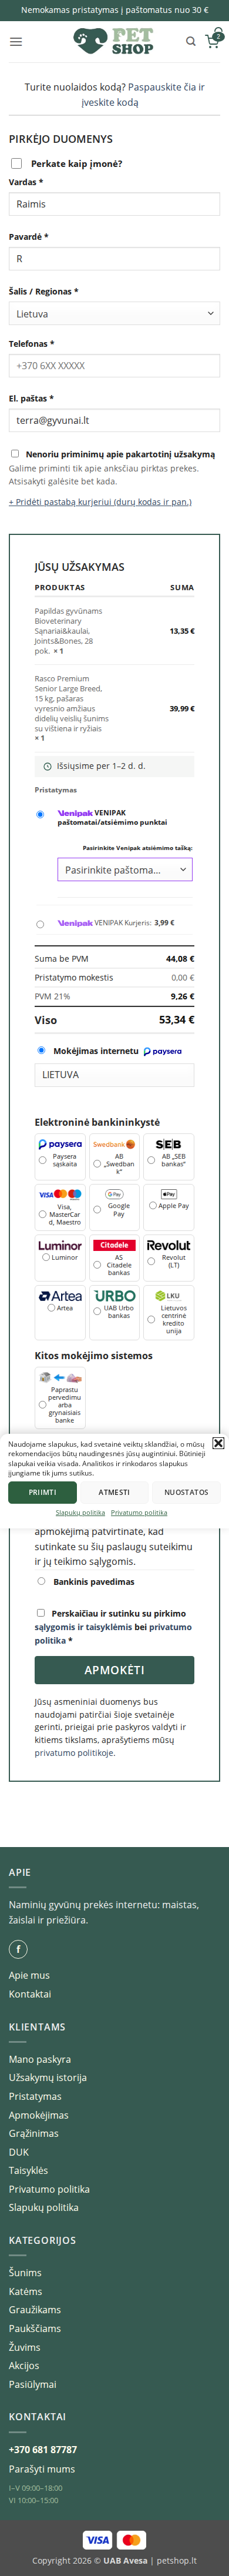 Nemokamas pristatymas į paštomatus nuo 30 €
PET
SHOP
2
Turite nuolaidos kodą? Paspauskite čia ir
įveskite kodą
PIRKĖJO DUOMENYS
Perkate kaip įmonė?
Vardas *
Raimis
Pavardė *
R
Šalis / Regionas *
Lietuva
Telefonas *
+370 6XX XXXXX
El. paštas *
terra@gyvunai.lt
Noriu priminimų apie pakartotinį užsakymą
Galime priminti tik apie anksčiau pirktas prekes.
Atsisakyti galėsite bet kada.
+ Pridėti pastabą kurjeriui (durų kodas ir pan.)
JŪSŲ UŽSAKYMAS
PRODUKTAS SUMA
Papildas gyvūnams
Bioveterinary
Sąnariai&kaulai,
Joints&Bones, 28
pok. × 1
13,35 €
Rasco Premium
Senior Large Breed,
15 kg, pašaras
vyresnio amžiaus
didelių veislių šunims
su vištiena ir ryžiais
× 1
39,99 €
Išsiųsime per 1–2 d. d.
Pristatymas
Venipak VENIPAK
paštomatai/atsiėmimo punktai
Pasirinkite Venipak atsiėmimo tašką:
Pasirinkite paštoma...
Venipak VENIPAK Kurjeris: 3,99 €
Suma be PVM 44,08 €
Pristatymo mokestis 0,00 €
PVM 21% 9,26 €
Viso 53,34 €
Mokėjimas internetu paysera
LIETUVA
Elektroninė bankininkystė
paysera
Paysera
sąskaita
Swedbank
AB
„Swedban
k"
SEB
AB „SEB
bankas"
VISA
Visa,
MasterCar
d, Maestro
G Pay
Google
Pay
Pay
Apple Pay
Luminor
Luminor
Citadele
AS
Citadele
bankas
Revolut
Revolut
(LT)
Artea
Artea
URBO
UAB Urbo
bankas
LKU
Lietuvos
centrinė
kredito
unija
Kitos mokėjimo sistemos
Paprastu
pervedimu
arba
grynaisiais
banke
Naudojame slapukus, kad svetainė veiktų sklandžiai, o mūsų
rekomendacijos būtų naudingos jums ir jūsų augintiniui. Būtinieji
slapukai veikia visada. Analitikos ir rinkodaros slapukus
įjungiame tik jums sutikus.
PRIIMTI
ATMESTI
NUOSTATOS
Slapukų politika Privatumo politika
apmokėjimą patvirtinate, kad
sutinkate su šių paslaugų suteikimu
ir jų teikimo sąlygomis.
Bankinis pavedimas
Perskaičiau ir sutinku su pirkimo
sąlygomis ir taisyklėmis bei privatumo
politika *
APMOKĖTI
Jūsų asmeniniai duomenys bus
naudojami patvirčiai šioje svetainėje
gerinti, prieigai prie paskyros valdyti ir
kitiems tikslams, aprašytiems mūsų
privatumo politikoje.
APIE
Naminių gyvūnų prekės internetu: maistas,
žaislai ir priežiūra.
f
Apie mus
Kontaktai
KLIENTAMS
Mano paskyra
Užsakymų istorija
Pristatymas
Apmokėjimas
Grąžinimas
DUK
Taisyklės
Privatumo politika
Slapukų politika
KATEGORIJOS
Šunims
Katėms
Graužikams
Paukščiams
Žuvims
Akcijos
Pasiūlymai
KONTAKTAI
+370 681 87787
Parašyti mums
I–V 09:00–18:00
VI 10:00–15:00
VISA
Copyright 2026 © UAB Avesa | petshop.lt